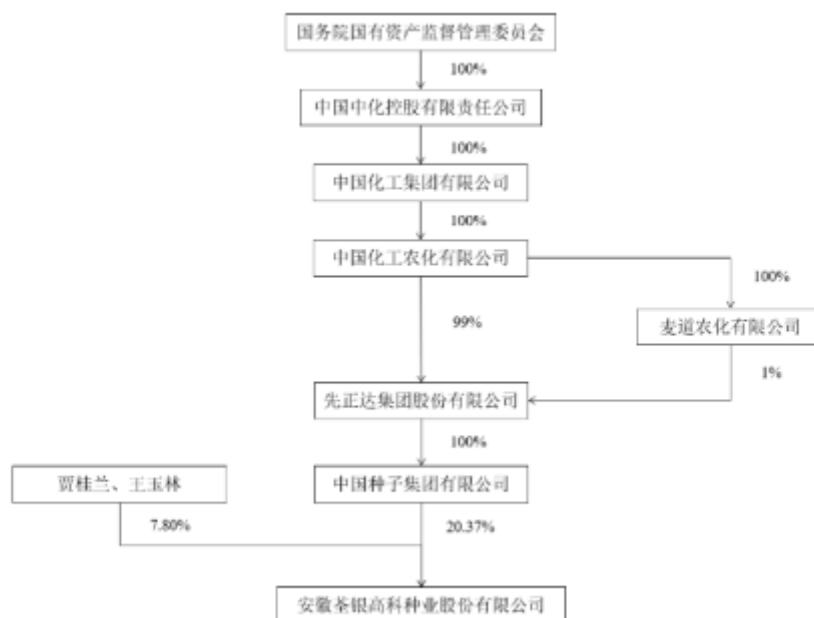 国务院国有资产监督管理委员会
100%
中国中化控股有限责任公司
100%
中国化工集团有限公司
100%
中国化工农化有限公司
100%
99%
麦道农化有限公司
1%
先正达集团股份有限公司
100%
贾桂兰、王玉林
中国种子集团有限公司
7.80%
20.37%
安徽荃银高科种业股份有限公司